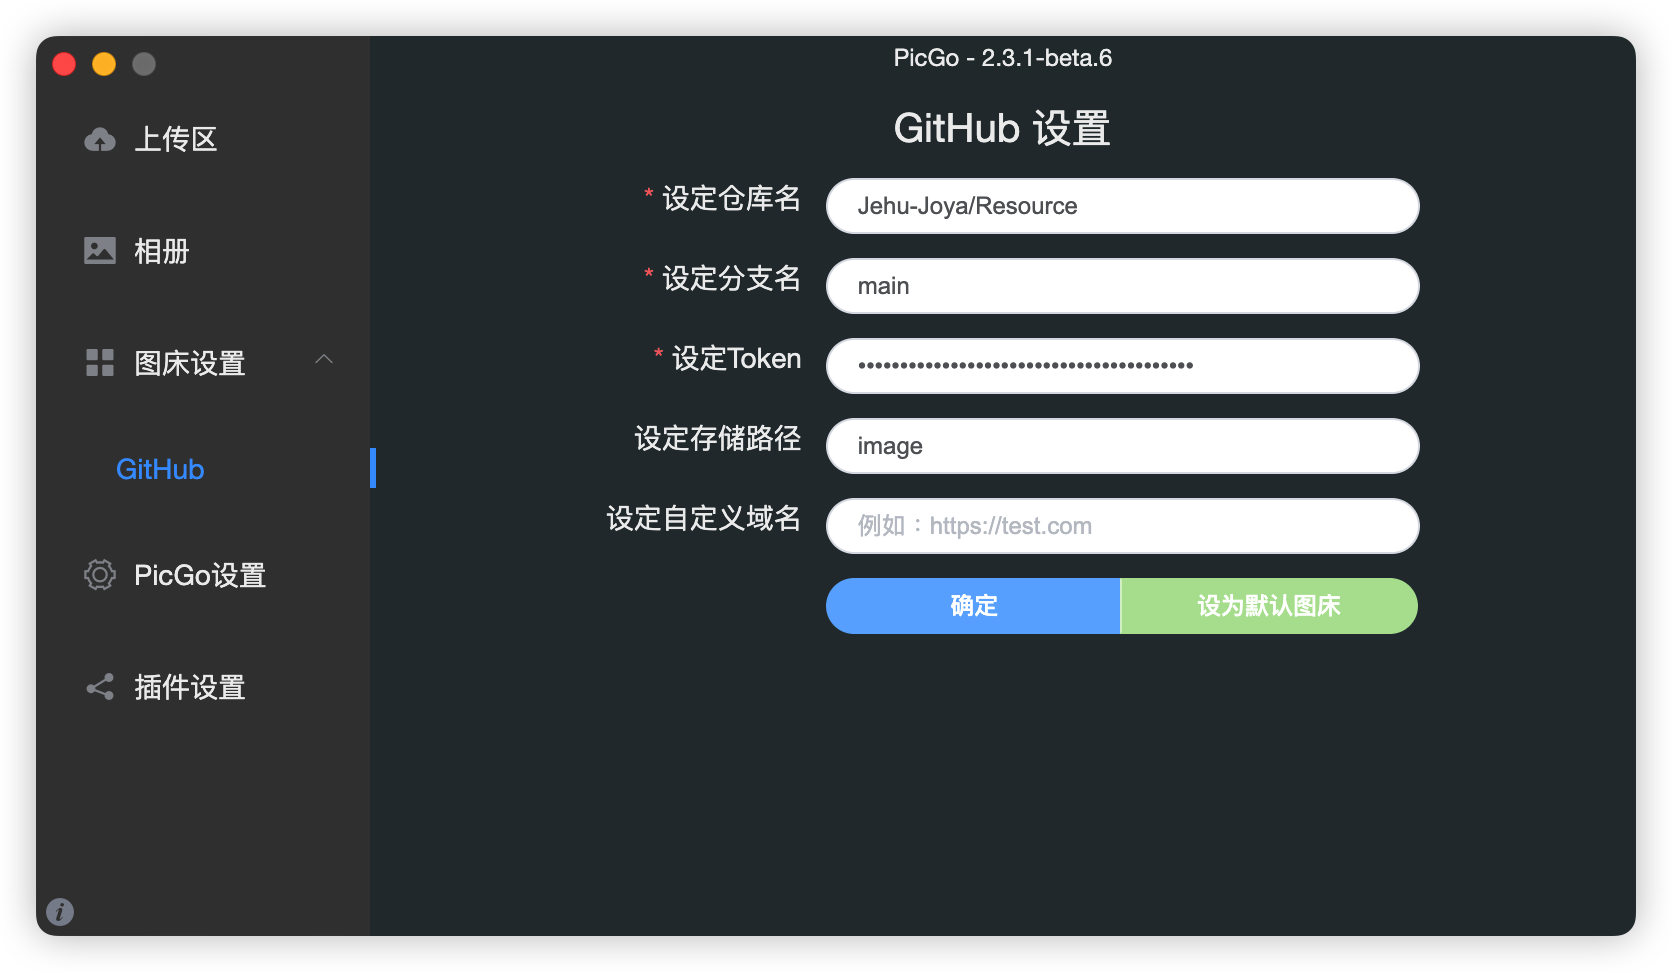 PicGo - 2.3.1-beta.6
上传区
相册
图床设置
GitHub
PicGo设置
插件设置
GitHub 设置
* 设定仓库名
Jehu-Joya/Resource
* 设定分支名
main
* 设定Token
••••••••••••••••••••••••••••••••••••••••
设定存储路径
image
设定自定义域名
例如：https://test.com
确定
设为默认图床